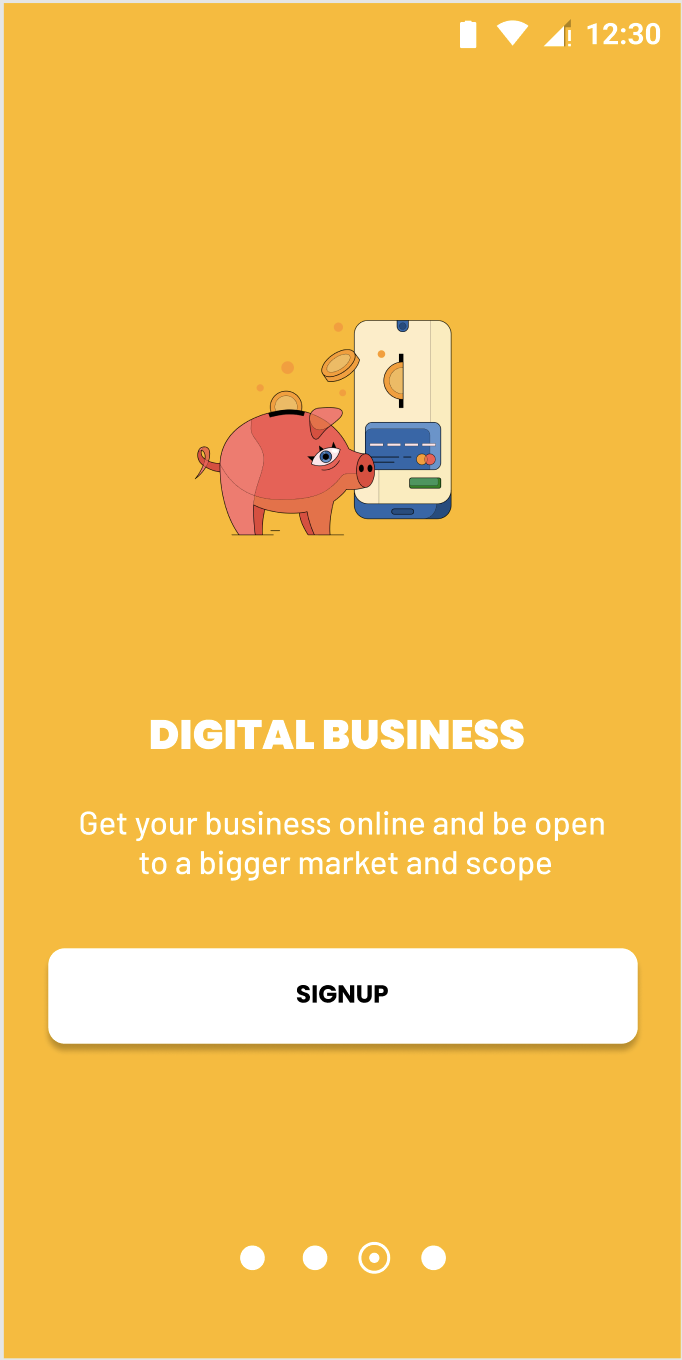 12:30
DIGITAL BUSINESS
Get your business online and be open
to a bigger market and scope
SIGNUP